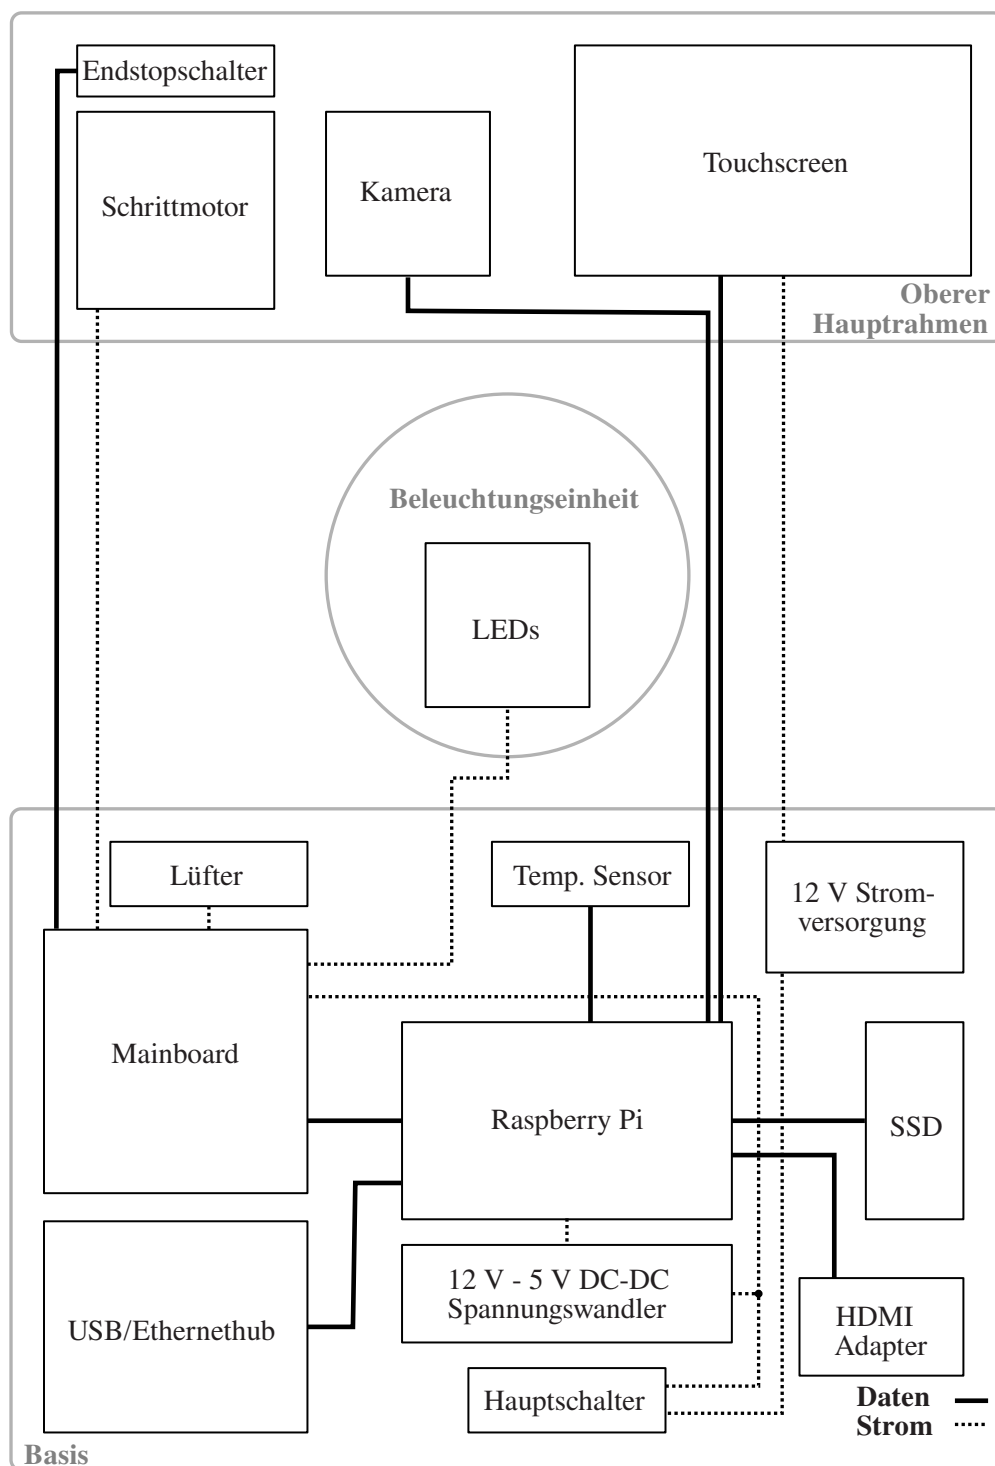 Endstopschalter
Schrittmotor
Kamera
Touchscreen
Oberer
Hauptrahmen
Beleuchtungseinheit
LEDs
Lüfter
Temp. Sensor
12 V Strom-
versorgung
Mainboard
Raspberry Pi
SSD
12 V - 5 V DC-DC
Spannungswandler
USB/Ethernethub
HDMI
Adapter
Hauptschalter
Daten
Strom
Basis